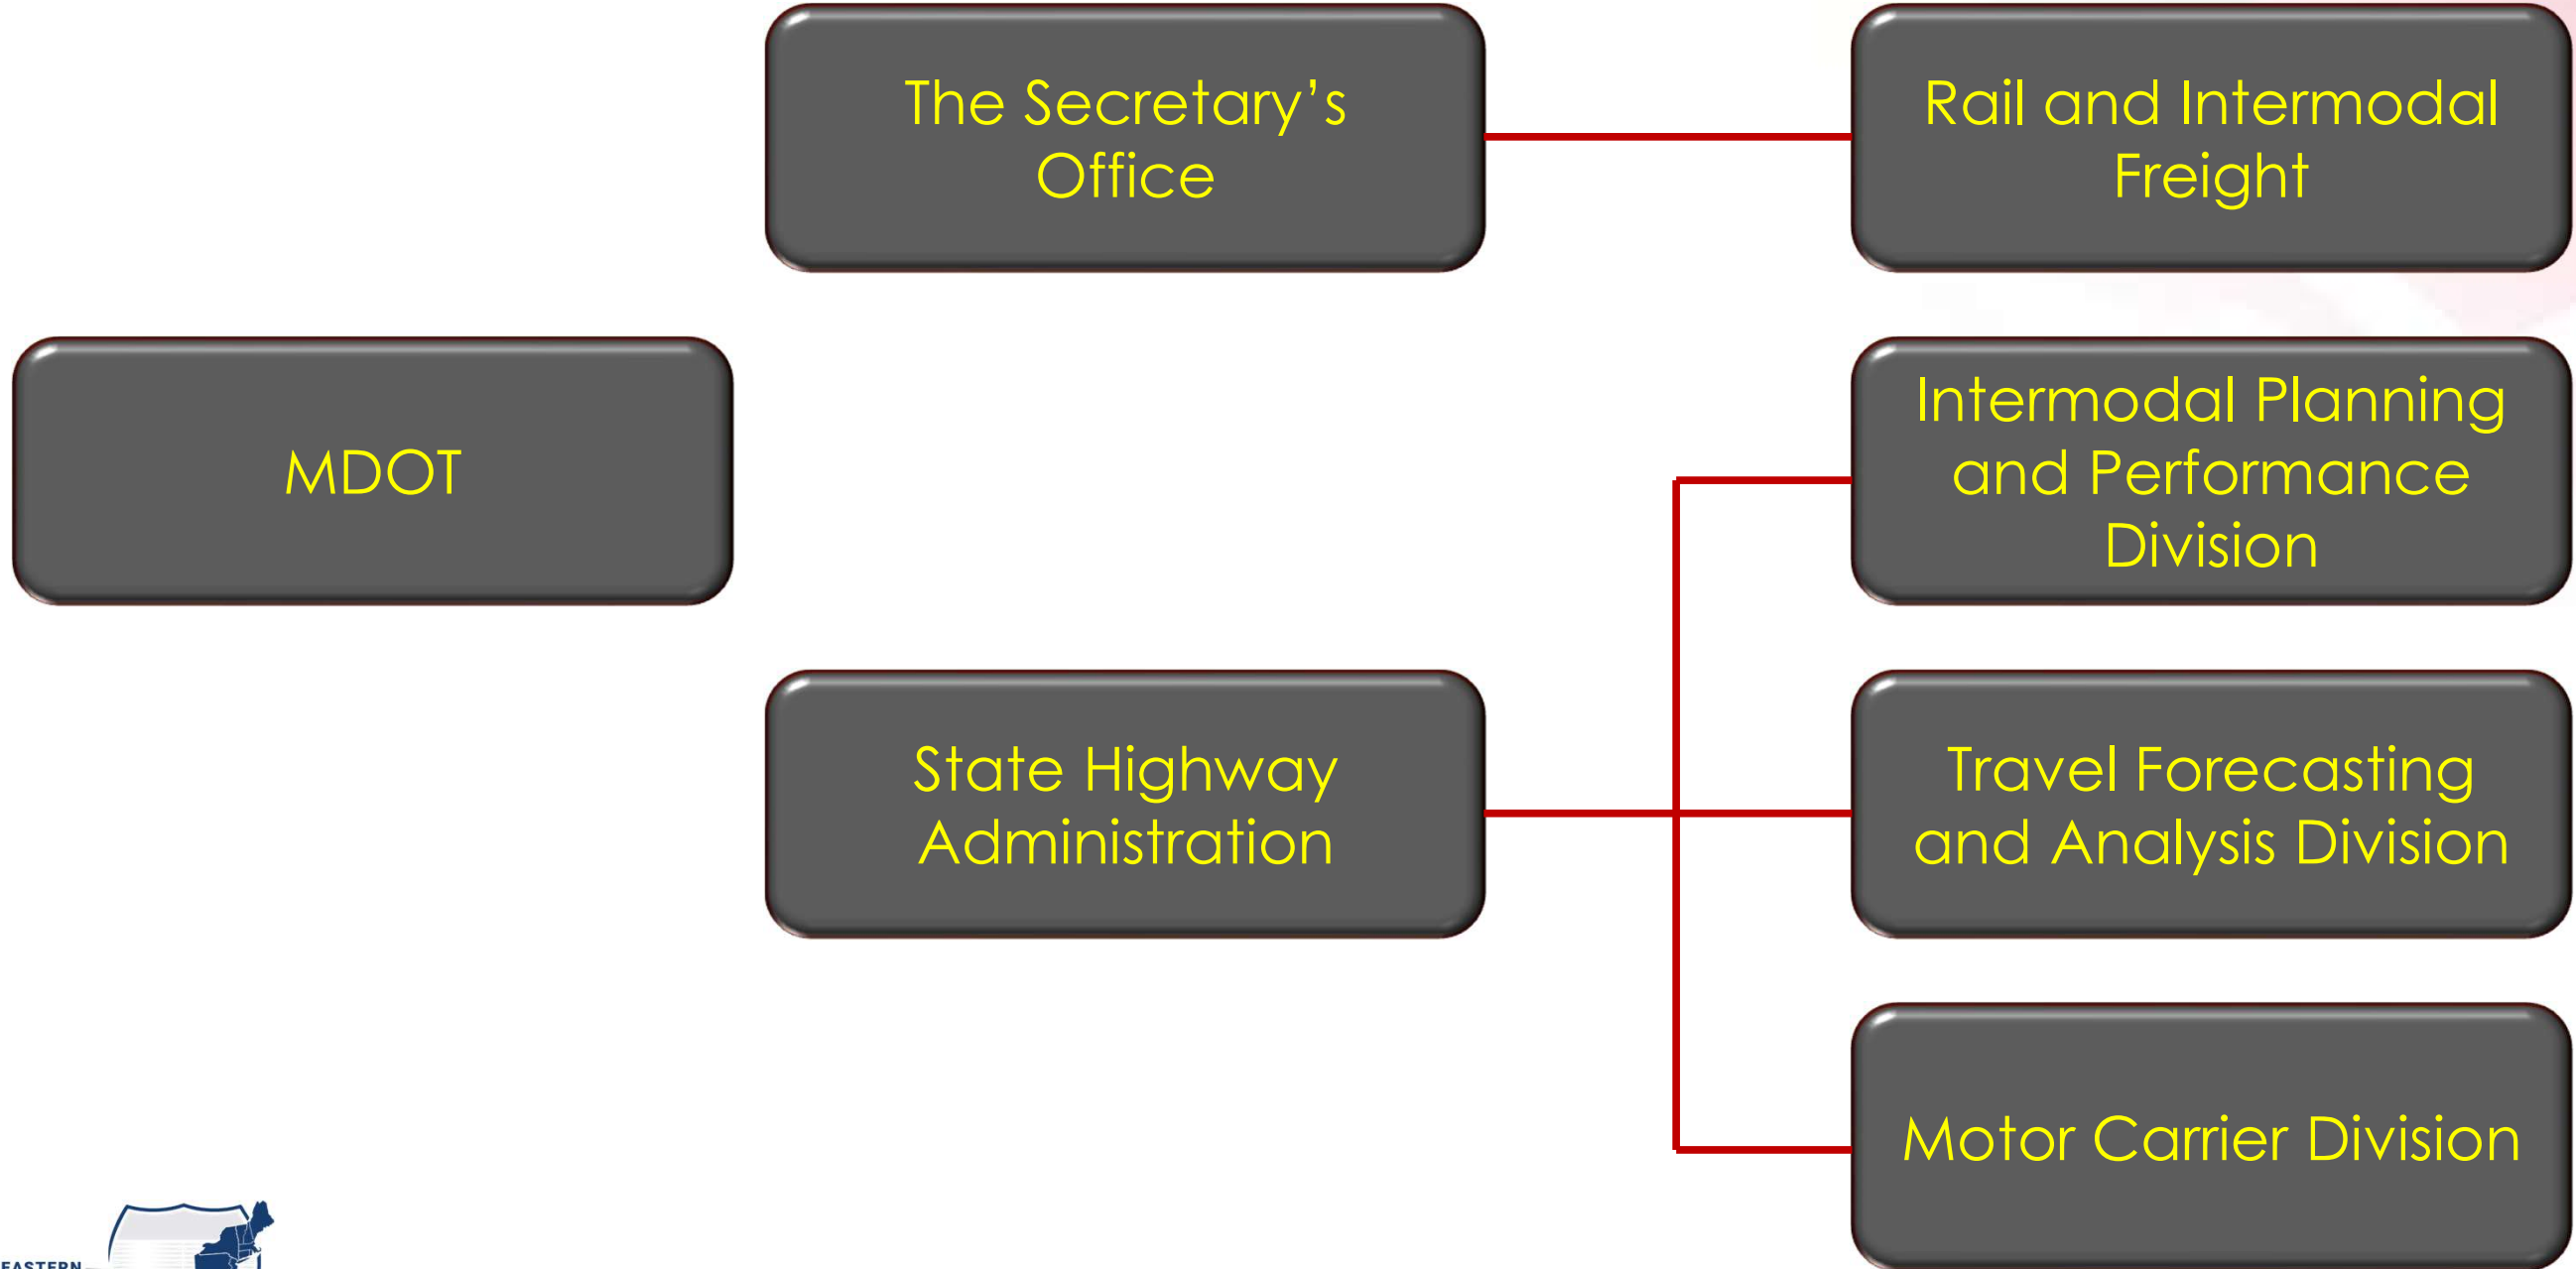 The Secretary’s
Office
Rail and Intermodal
Freight
MDOT
Intermodal Planning
and Performance
Division
State Highway
Administration
Travel Forecasting
and Analysis Division
Motor Carrier Division
EASTERN